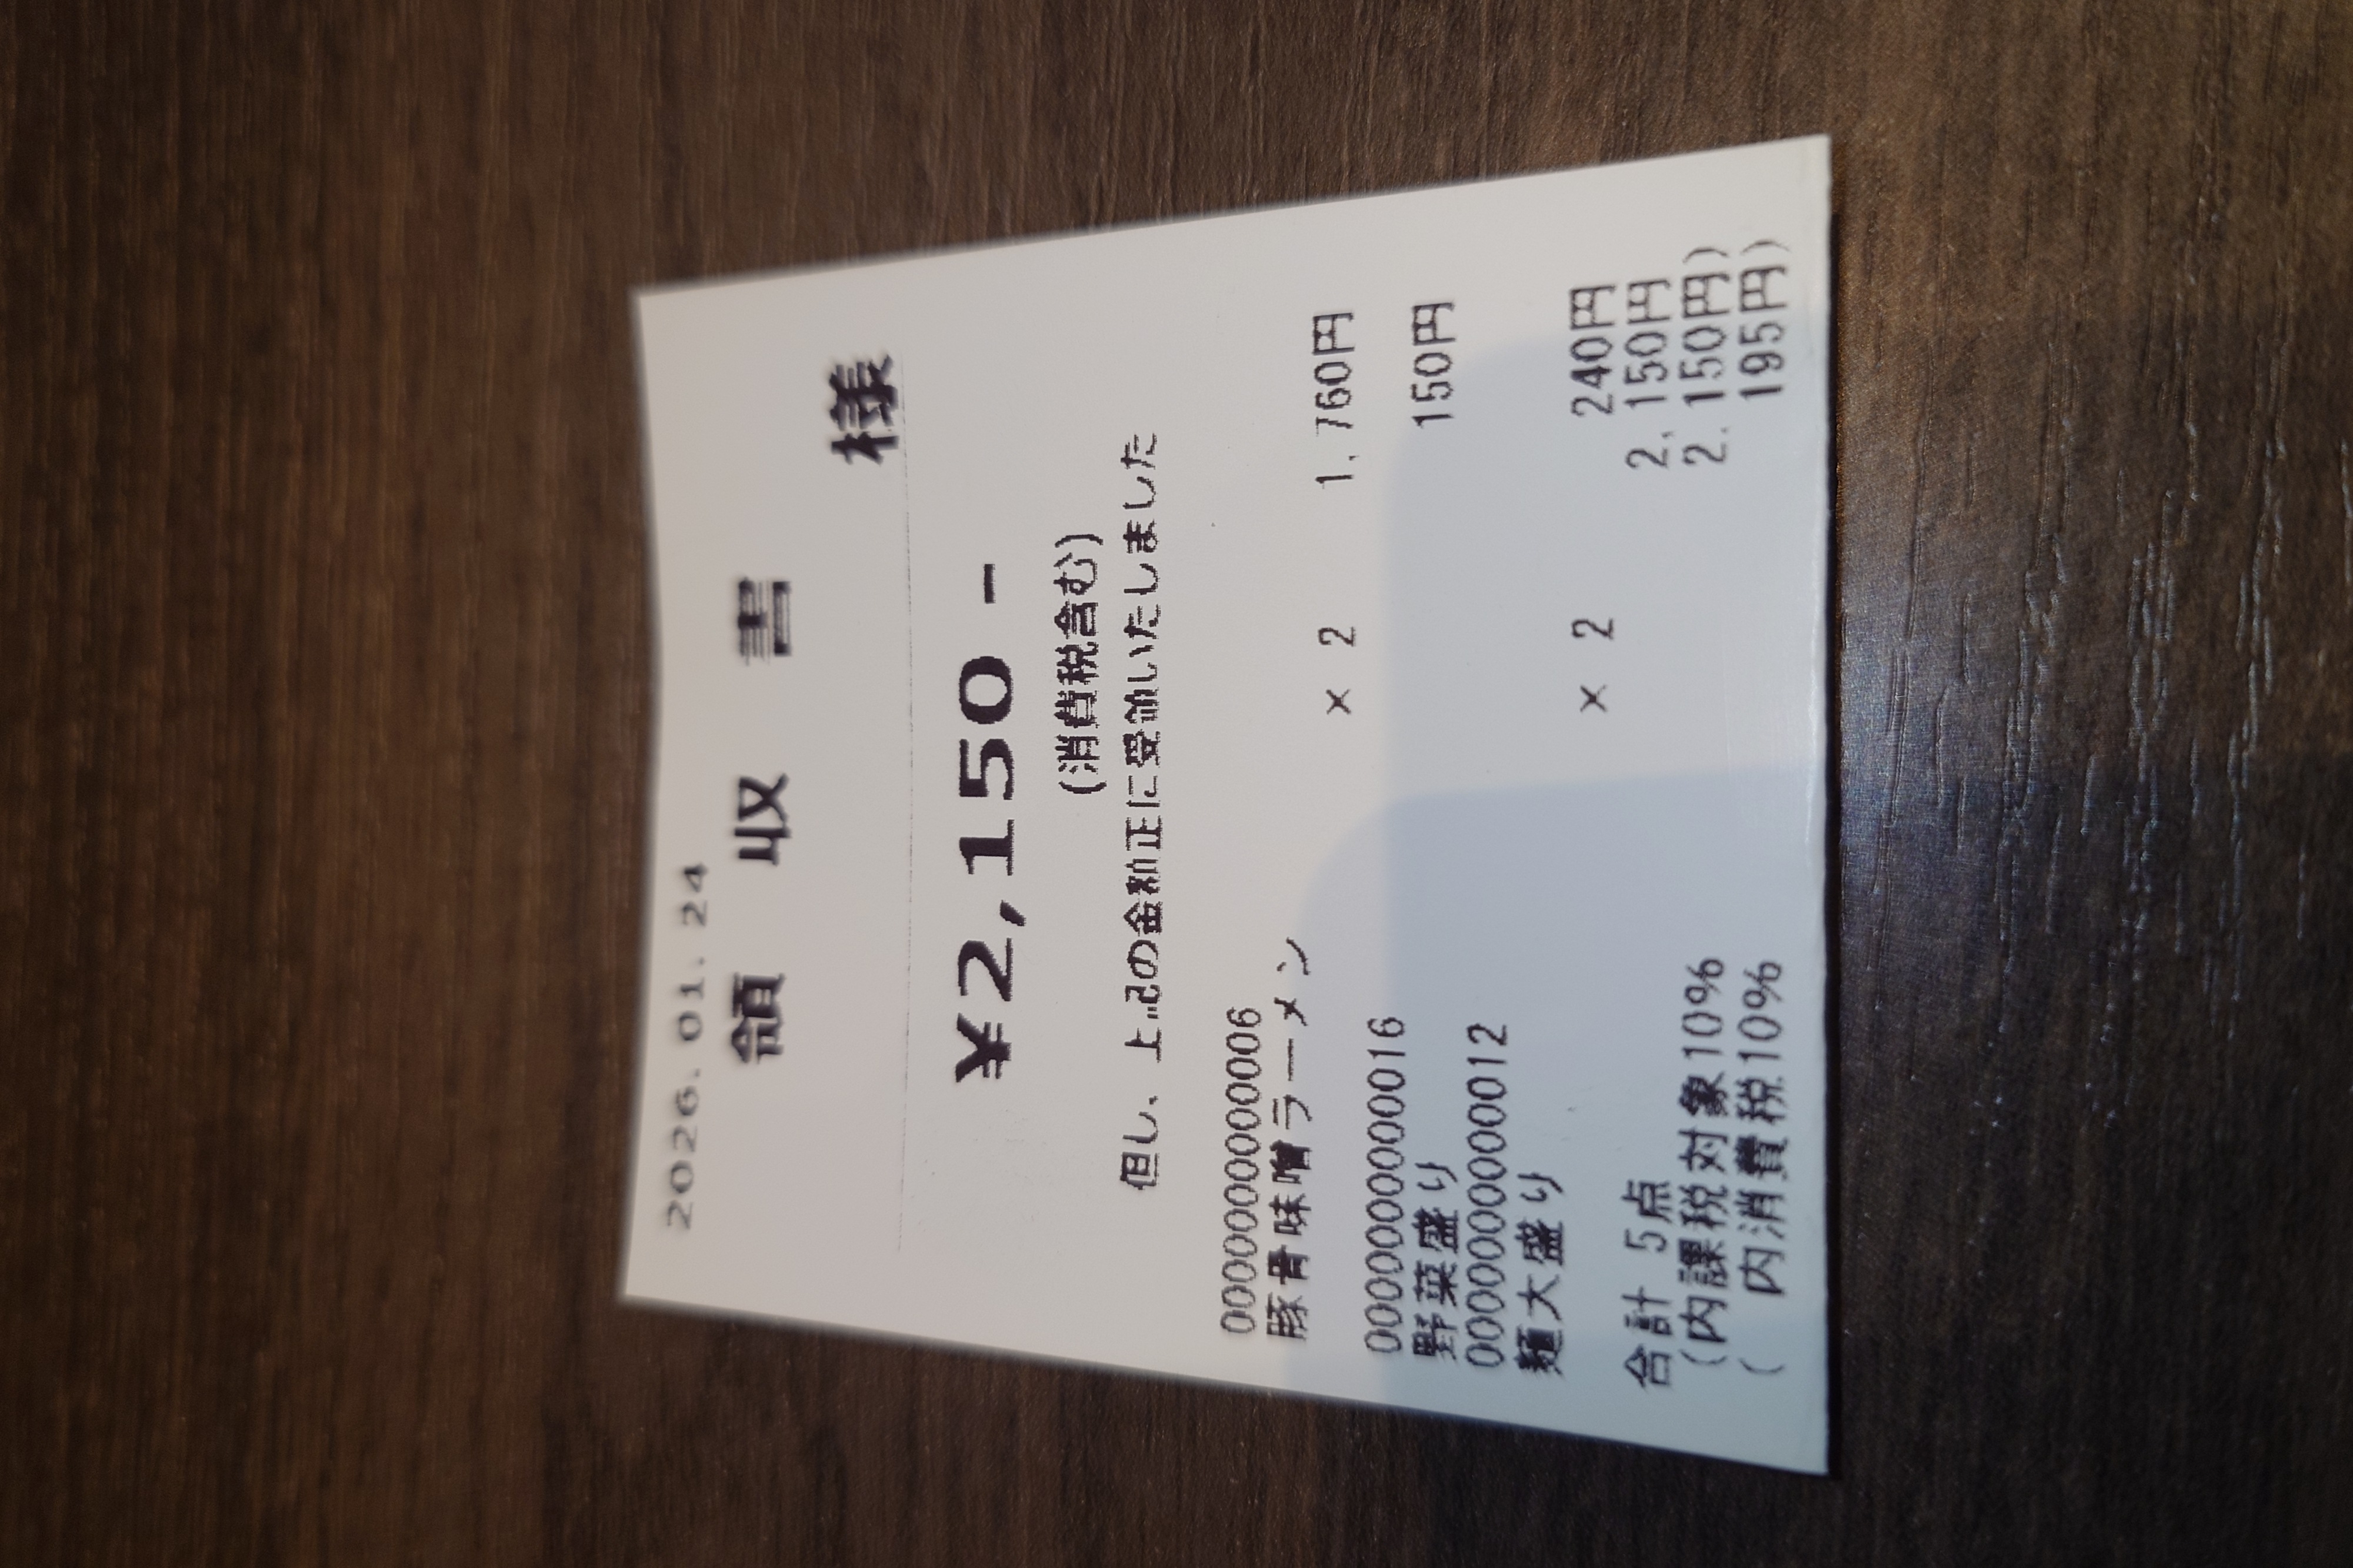 2026.01.24
領 収 書
様
¥2,150-
(消費税含む)
但し、上記の金額正に受領いたしました
0000000000006
豚骨味噌ラーメン
× 2 1,760円
0000000000016
野菜盛り 150円
0000000000012
麺大盛り
× 2 240円
合計 5点 2,150円
(内課税対象10% 2,150円)
( 内消費税10% 195円)